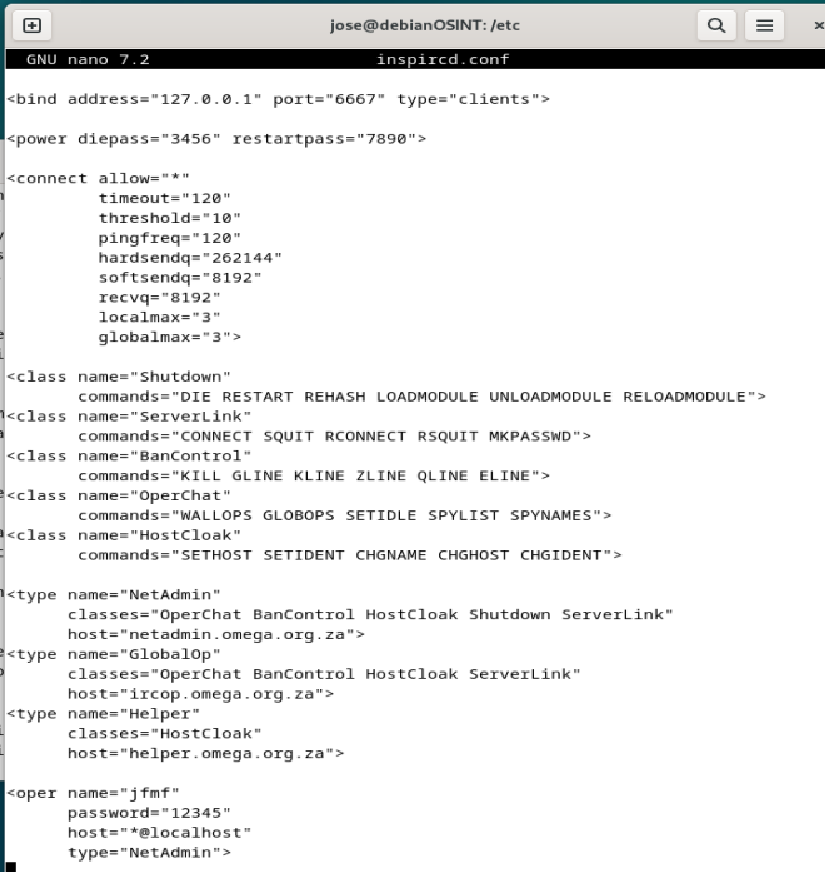 jose@debianOSINT: /etc
GNU nano 7.2 inspircd.conf
<bind address="127.0.0.1" port="6667" type="clients">
<power diepass="3456" restartpass="7890">
<connect allow="*"
         timeout="120"
         threshold="10"
         pingfreq="120"
         hardsendq="262144"
         softsendq="8192"
         recvq="8192"
         localmax="3"
         globalmax="3">
<class name="Shutdown"
       commands="DIE RESTART REHASH LOADMODULE UNLOADMODULE RELOADMODULE">
<class name="ServerLink"
       commands="CONNECT SQUIT RCONNECT RSQUIT MKPASSWD">
<class name="BanControl"
       commands="KILL GLINE KLINE ZLINE QLINE ELINE">
<class name="OperChat"
       commands="WALLOPS GLOBOPS SETIDLE SPYLIST SPYNAMES">
<class name="HostCloak"
       commands="SETHOST SETIDENT CHGNAME CHGHOST CHGIDENT">
<type name="NetAdmin"
      classes="OperChat BanControl HostCloak Shutdown ServerLink"
      host="netadmin.omega.org.za">
<type name="GlobalOp"
      classes="OperChat BanControl HostCloak ServerLink"
      host="ircop.omega.org.za">
<type name="Helper"
      classes="HostCloak"
      host="helper.omega.org.za">
<oper name="jfmf"
      password="12345"
      host="*@localhost"
      type="NetAdmin">